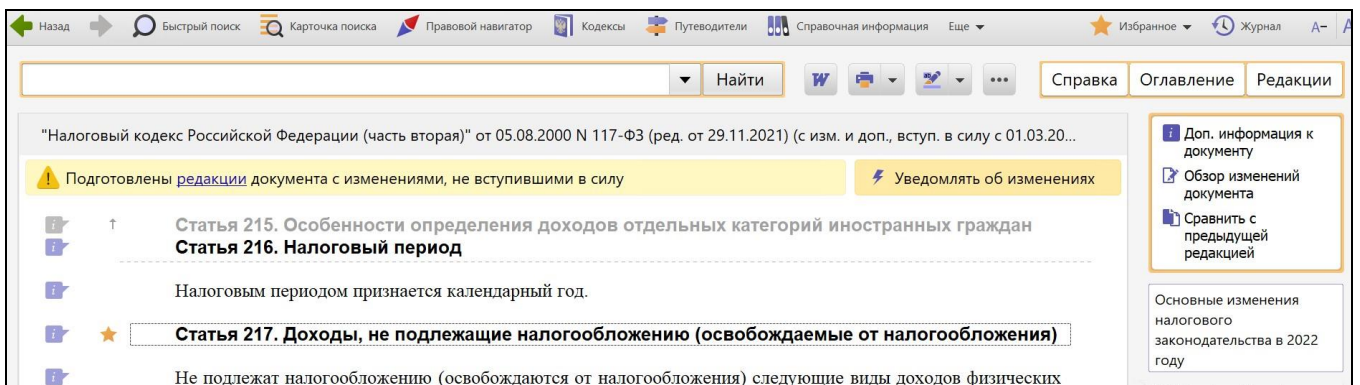 Назад Быстрый поиск Карточка поиска Правовой навигатор Кодексы Путеводители Справочная информация Еще Избранное Журнал A−
Найти W Справка Оглавление Редакции
"Налоговый кодекс Российской Федерации (часть вторая)" от 05.08.2000 N 117-ФЗ (ред. от 29.11.2021) (с изм. и доп., вступ. в силу с 01.03.20...
Подготовлены редакции документа с изменениями, не вступившими в силу
Уведомлять об изменениях
Статья 215. Особенности определения доходов отдельных категорий иностранных граждан
Статья 216. Налоговый период
Налоговым периодом признается календарный год.
Статья 217. Доходы, не подлежащие налогообложению (освобождаемые от налогообложения)
Не подлежат налогообложению (освобождаются от налогообложения) следующие виды доходов физических
Доп. информация к
документу
Обзор изменений
документа
Сравнить с
предыдущей
редакцией
Основные изменения
налогового
законодательства в 2022
году